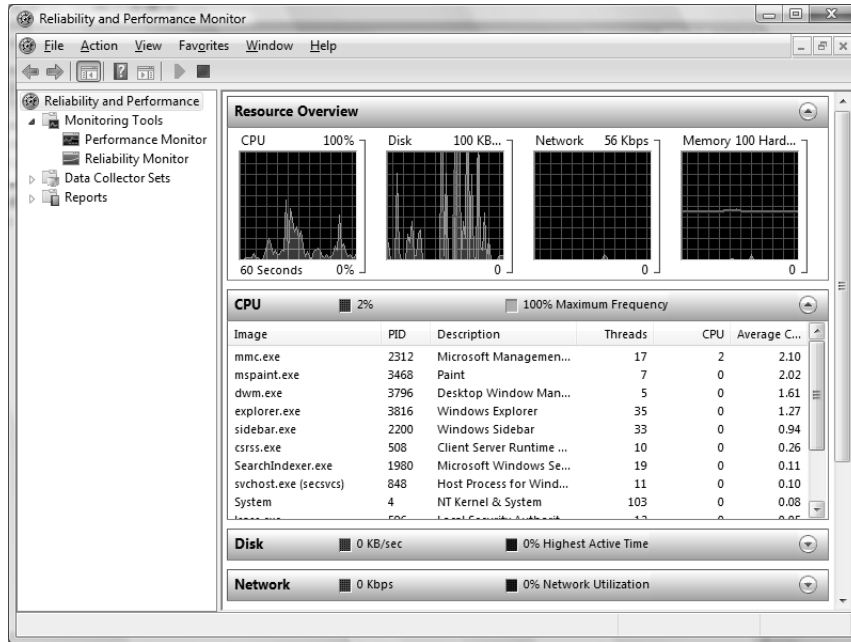 Reliability and Performance Monitor
File Action View Favorites Window Help
Reliability and Performance
Monitoring Tools
Performance Monitor
Reliability Monitor
Data Collector Sets
Reports
Resource Overview
CPU 100% Disk 100 KB... Network 56 Kbps Memory 100 Hard...
60 Seconds 0% 0 0 0
CPU 2% 100% Maximum Frequency
Image PID Description Threads CPU Average C...
mmc.exe 2312 Microsoft Managemen... 17 2 2.10
mspaint.exe 3468 Paint 7 0 2.02
dwm.exe 3796 Desktop Window Man... 5 0 1.61
explorer.exe 3816 Windows Explorer 35 0 1.27
sidebar.exe 2200 Windows Sidebar 33 0 0.94
csrss.exe 508 Client Server Runtime ... 10 0 0.26
SearchIndexer.exe 1980 Microsoft Windows Se... 19 0 0.11
svchost.exe (secsvcs) 848 Host Process for Wind... 11 0 0.10
System 4 NT Kernel & System 103 0 0.08
Disk 0 KB/sec 0% Highest Active Time
Network 0 Kbps 0% Network Utilization